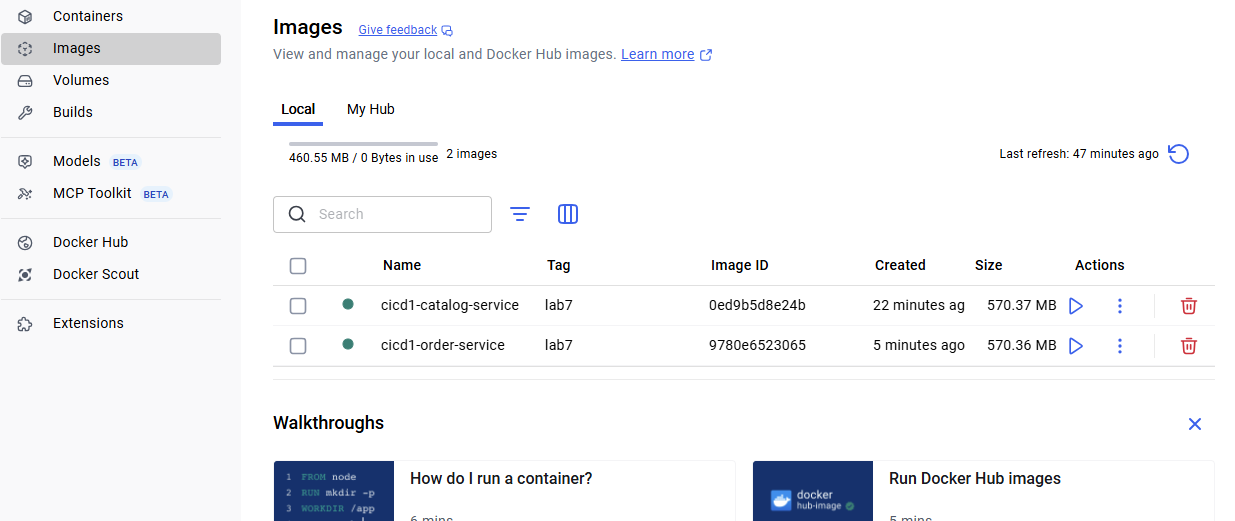 Containers
Images
Volumes
Builds
Models BETA
MCP Toolkit BETA
Docker Hub
Docker Scout
Extensions
Images Give feedback
View and manage your local and Docker Hub images. Learn more
Local My Hub
460.55 MB / 0 Bytes in use 2 images Last refresh: 47 minutes ago
Search
Name Tag Image ID Created Size Actions
cicd1-catalog-service lab7 0ed9b5d8e24b 22 minutes ag 570.37 MB
cicd1-order-service lab7 9780e6523065 5 minutes ago 570.36 MB
Walkthroughs
1 FROM node
2 RUN mkdir -p
3 WORKDIR /app
How do I run a container?
6 mins
docker
hub-image
Run Docker Hub images
5 mins